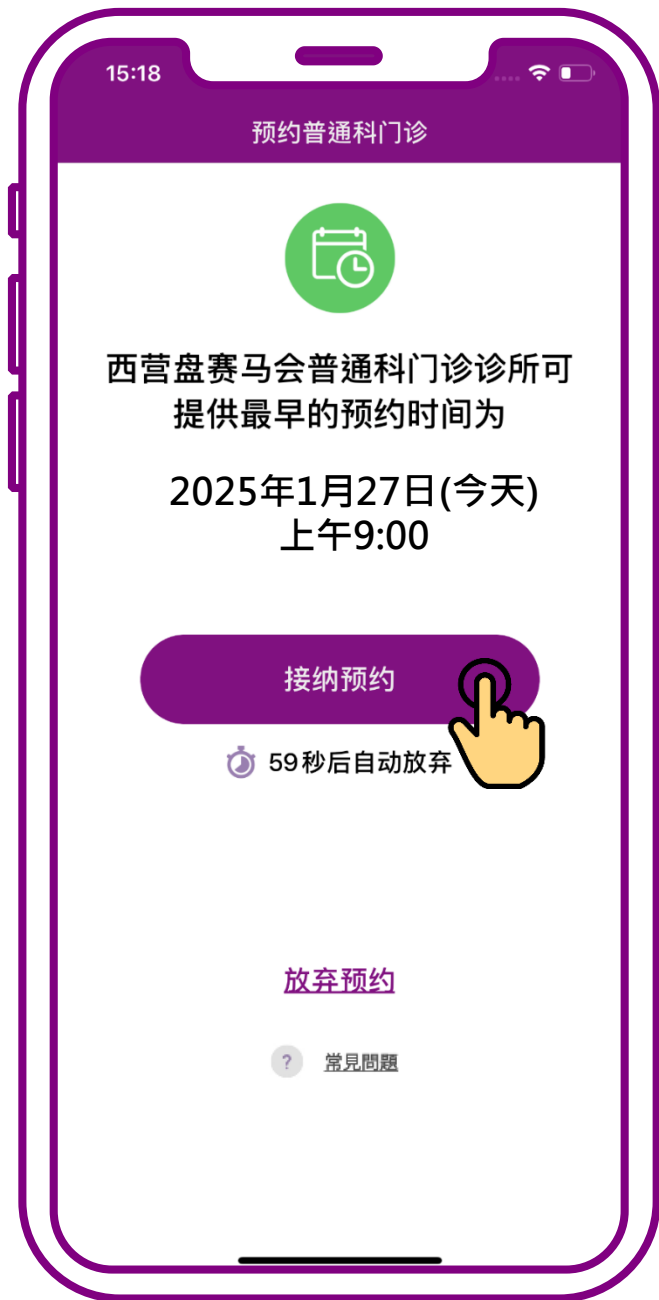 15:18
预约普通科门诊
西营盘赛马会普通科门诊诊所可
提供最早的预约时间为
2025年1月27日(今天)
上午9:00
接纳预约
59秒后自动放弃
放弃预约
? 常見問題